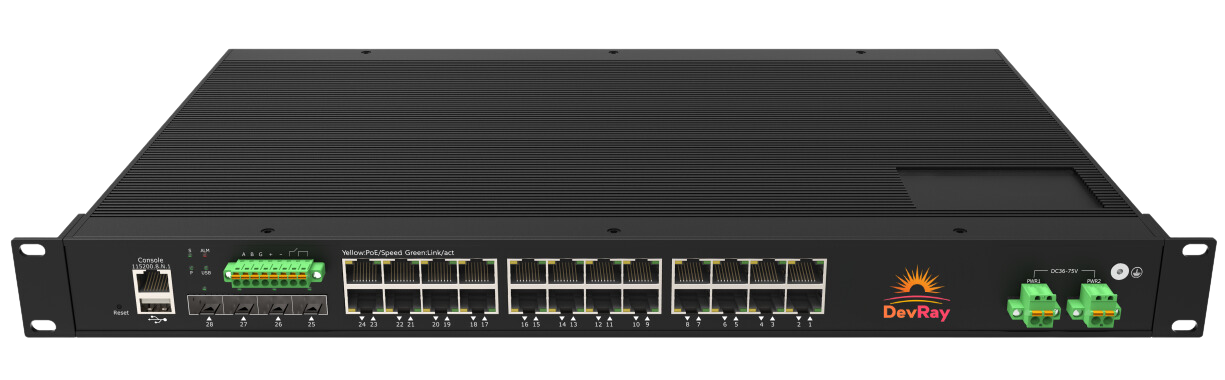 Console
115200.8.N.1
S ALM
P USB
A B G + -
Yellow:PoE/Speed Green:Link/act
Reset
28 27 26 25
24 23 22 21 20 19 18 17
16 15 14 13 12 11 10 9
8 7 6 5 4 3 2 1
DevRay
DC36-75V
PWR1 PWR2